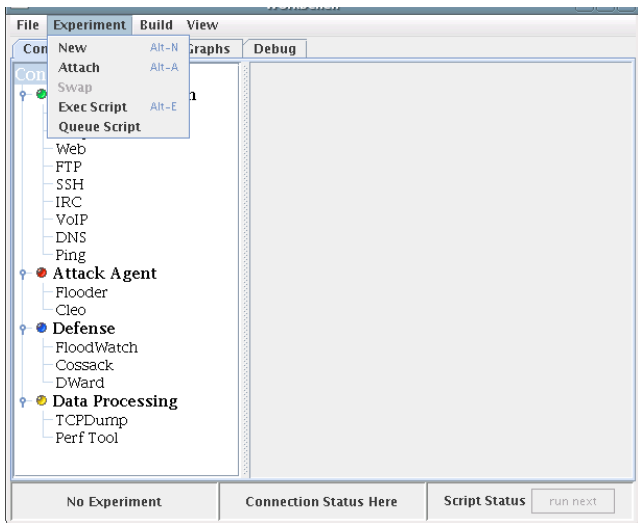 File Experiment Build View
Con Graphs Debug
New Alt-N
Attach Alt-A
Swap
Exec Script Alt-E
Queue Script
Con
n
Web
FTP
SSH
IRC
VoIP
DNS
Ping
Attack Agent
Flooder
Cleo
Defense
FloodWatch
Cossack
DWard
Data Processing
TCPDump
Perf Tool
No Experiment Connection Status Here Script Status run next